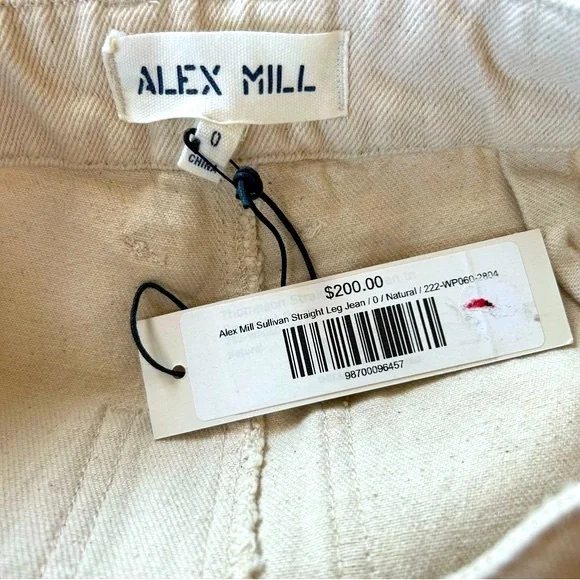 ALEX MILL
0
CHINA
$200.00
Alex Mill Sullivan Straight Leg Jean / 0 / Natural / 222-WP060-2804
98700096457